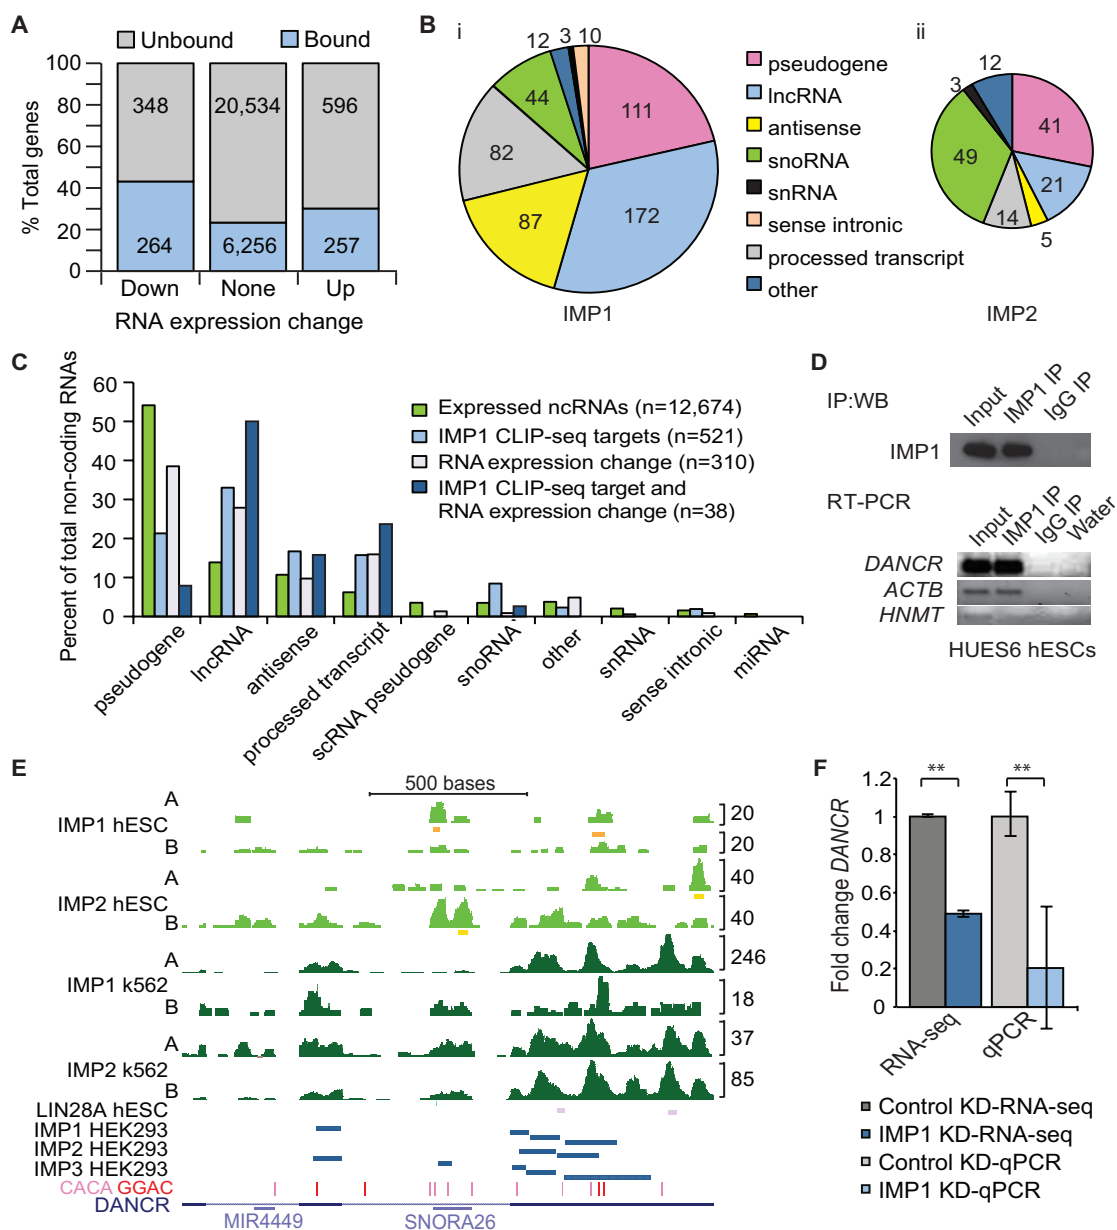 A
Unbound
Bound
% Total genes
100
80
60
40
20
0
348
20,534
596
264
6,256
257
Down
None
Up
RNA expression change
B
i
12
3
10
44
111
82
87
172
IMP1
pseudogene
lncRNA
antisense
snoRNA
snRNA
sense intronic
processed transcript
other
ii
12
3
41
49
21
14
5
IMP2
C
Percent of total non-coding RNAs
60
50
40
30
20
10
0
Expressed ncRNAs (n=12,674)
IMP1 CLIP-seq targets (n=521)
RNA expression change (n=310)
IMP1 CLIP-seq target and
RNA expression change (n=38)
pseudogene
lncRNA
antisense
processed transcript
scRNA pseudogene
snoRNA
other
snRNA
sense intronic
miRNA
D
IP:WB
Input
IMP1 IP
IgG IP
IMP1
RT-PCR
Input
IMP1 IP
IgG IP
Water
DANCR
ACTB
HNMT
HUES6 hESCs
E
500 bases
A
20
IMP1 hESC
B
20
A
40
IMP2 hESC
B
40
A
246
IMP1 k562
B
18
A
37
IMP2 k562
B
85
LIN28A hESC
IMP1 HEK293
IMP2 HEK293
IMP3 HEK293
CACA GGAC
DANCR
MIR4449
SNORA26
F
Fold change DANCR
1.2
1
0.8
0.6
0.4
0.2
0
**
**
RNA-seq
qPCR
Control KD-RNA-seq
IMP1 KD-RNA-seq
Control KD-qPCR
IMP1 KD-qPCR